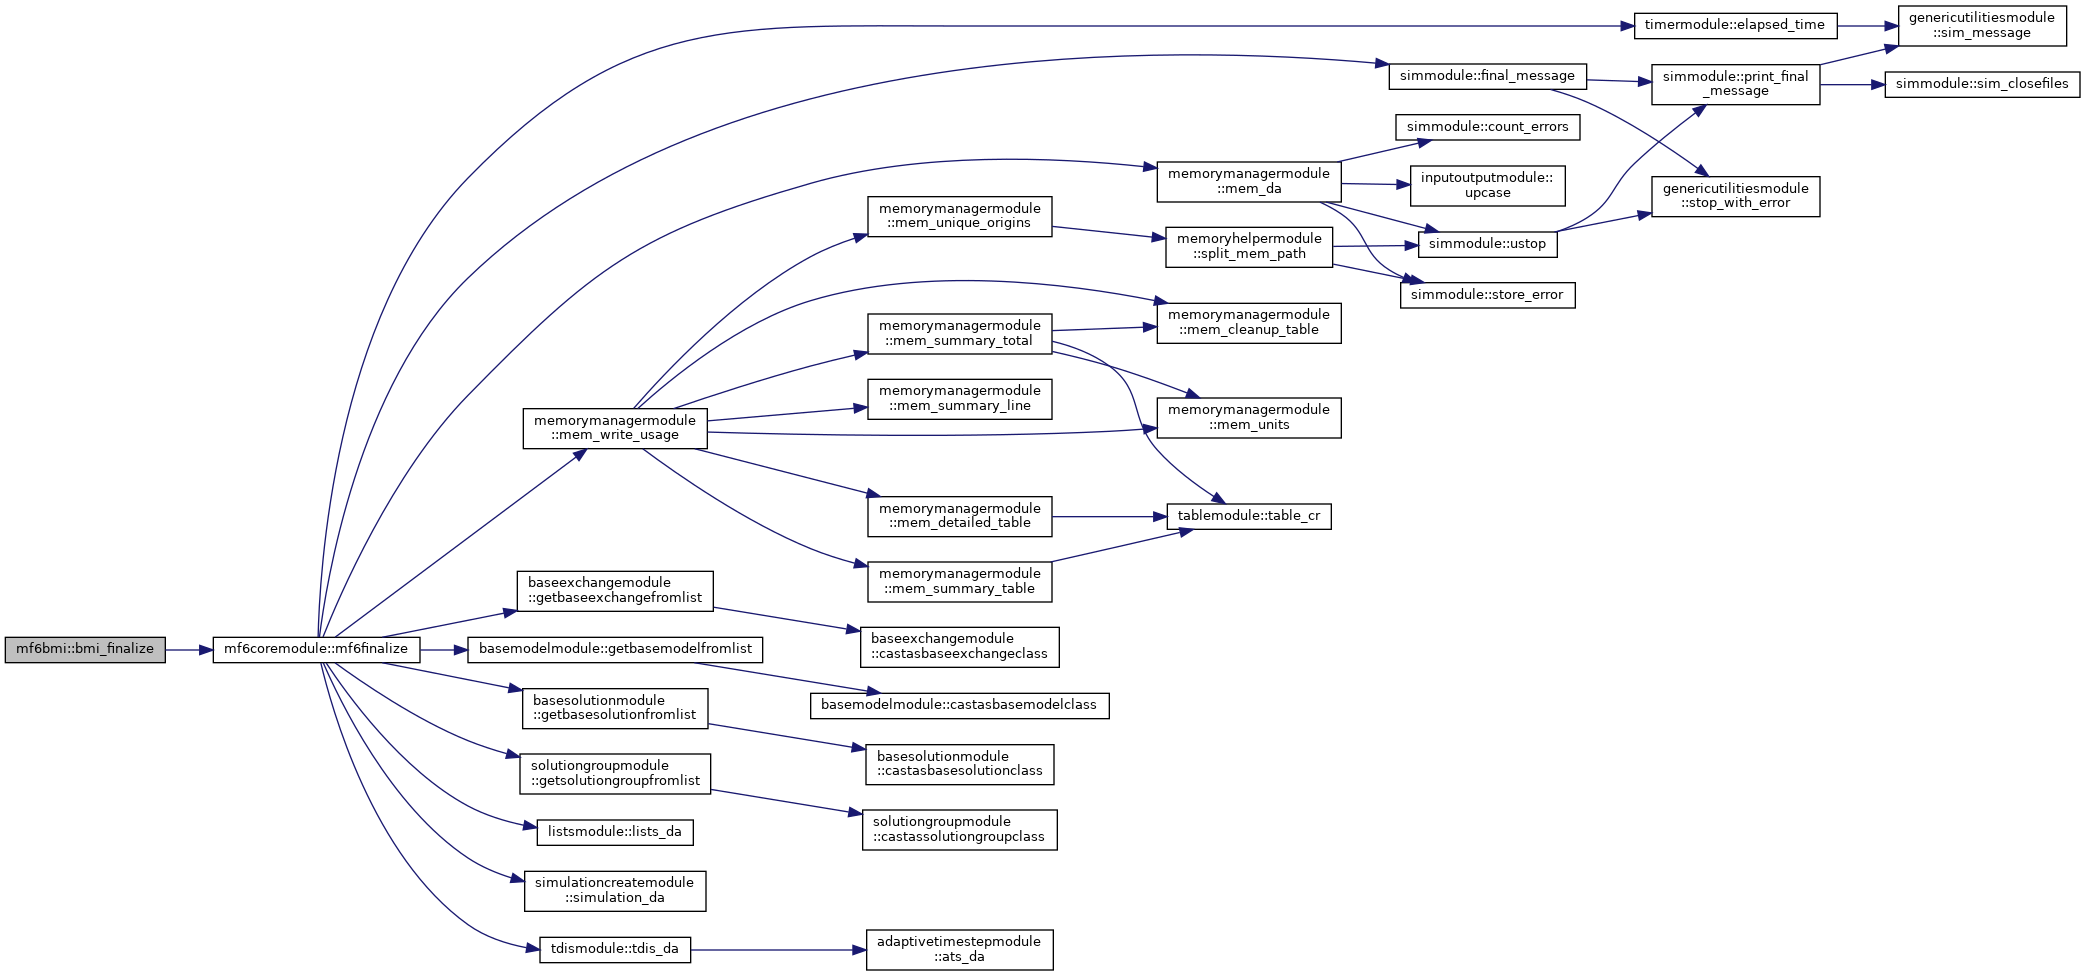 mf6bmi::bmi_finalize
mf6coremodule::mf6finalize
timermodule::elapsed_time
genericutilitiesmodule
::sim_message
simmodule::final_message
simmodule::print_final
_message
simmodule::sim_closefiles
genericutilitiesmodule
::stop_with_error
memorymanagermodule
::mem_da
simmodule::count_errors
inputoutputmodule::
upcase
simmodule::ustop
simmodule::store_error
memorymanagermodule
::mem_write_usage
memorymanagermodule
::mem_unique_origins
memoryhelpermodule
::split_mem_path
memorymanagermodule
::mem_cleanup_table
memorymanagermodule
::mem_summary_total
memorymanagermodule
::mem_summary_line
memorymanagermodule
::mem_units
memorymanagermodule
::mem_detailed_table
tablemodule::table_cr
memorymanagermodule
::mem_summary_table
baseexchangemodule
::getbaseexchangefromlist
baseexchangemodule
::castasbaseexchangeclass
basemodelmodule::getbasemodelfromlist
basemodelmodule::castasbasemodelclass
basesolutionmodule
::getbasesolutionfromlist
basesolutionmodule
::castasbasesolutionclass
solutiongroupmodule
::getsolutiongroupfromlist
solutiongroupmodule
::castassolutiongroupclass
listsmodule::lists_da
simulationcreatemodule
::simulation_da
tdismodule::tdis_da
adaptivetimestepmodule
::ats_da